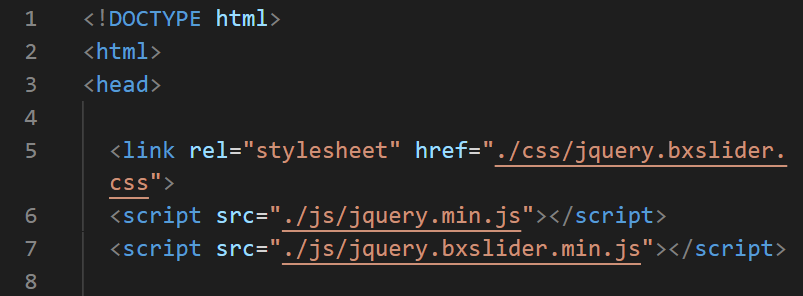 1 <!DOCTYPE html>
2 <html>
3 <head>
4
5 <link rel="stylesheet" href="./css/jquery.bxslider.
css">
6 <script src="./js/jquery.min.js"></script>
7 <script src="./js/jquery.bxslider.min.js"></script>
8